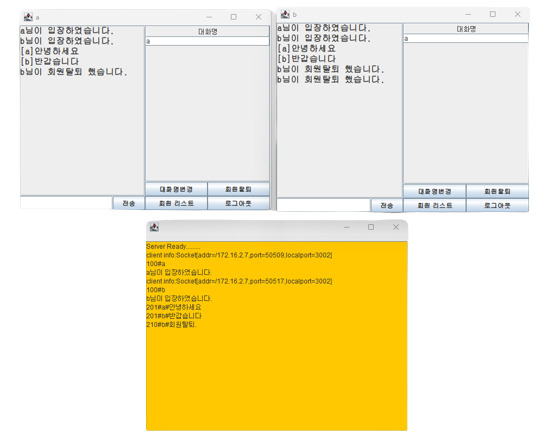 a
a님이 입장하였습니다.
b님이 입장하였습니다.
[a]안녕하세요
[b]반갑습니다
b님이 회원탈퇴 했습니다.
대화명
a
대화명변경
회원탈퇴
전송
회원 리스트
로그아웃
b
a님이 입장하였습니다.
b님이 입장하였습니다.
[a]안녕하세요
[b]반갑습니다
b님이 회원탈퇴 했습니다.
b님이 회원탈퇴 했습니다.
대화명
a
대화명변경
회원탈퇴
전송
회원 리스트
로그아웃
Server Ready.........
client info:Socket[addr=/172.16.2.7,port=50509,localport=3002]
100#a
a님이 입장하였습니다.
client info:Socket[addr=/172.16.2.7,port=50517,localport=3002]
100#b
b님이 입장하였습니다.
201#a#안녕하세요
201#b#반갑습니다
210#b#회원탈퇴.